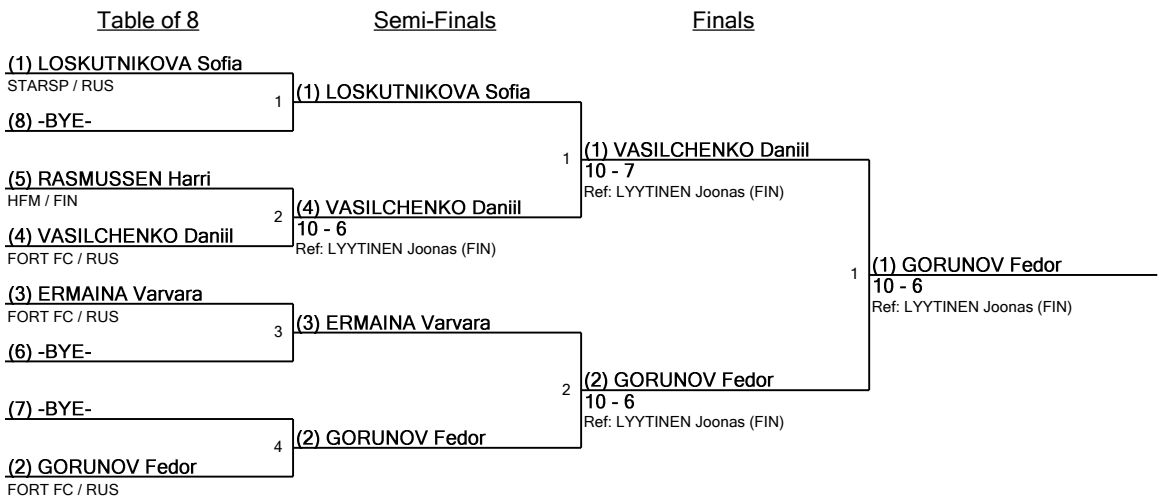 Table of 8
Semi-Finals
Finals
(1) LOSKUTNIKOVA Sofia
STARSP / RUS
(8) -BYE-
1
(5) RASMUSSEN Harri
HFM / FIN
(4) VASILCHENKO Daniil
FORT FC / RUS
2
(3) ERMAINA Varvara
FORT FC / RUS
(6) -BYE-
3
(7) -BYE-
(2) GORUNOV Fedor
FORT FC / RUS
4
(1) LOSKUTNIKOVA Sofia
(4) VASILCHENKO Daniil
10 - 6
Ref: LYYTINEN Joonas (FIN)
1
(3) ERMAINA Varvara
(2) GORUNOV Fedor
2
(1) VASILCHENKO Daniil
10 - 7
Ref: LYYTINEN Joonas (FIN)
(2) GORUNOV Fedor
10 - 6
Ref: LYYTINEN Joonas (FIN)
1
(1) GORUNOV Fedor
10 - 6
Ref: LYYTINEN Joonas (FIN)